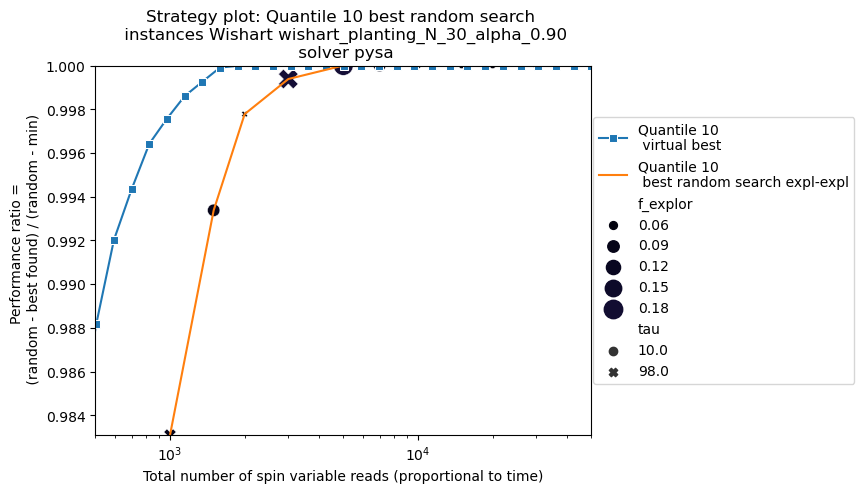 Strategy plot: Quantile 10 best random search
instances Wishart wishart_planting_N_30_alpha_0.90
solver pysa
Performance ratio =
(random - best found) / (random - min)
1.000
0.998
0.996
0.994
0.992
0.990
0.988
0.986
0.984
10³
10⁴
Total number of spin variable reads (proportional to time)
Quantile 10
virtual best
Quantile 10
best random search expl-expl
f_explor
0.06
0.09
0.12
0.15
0.18
tau
10.0
98.0